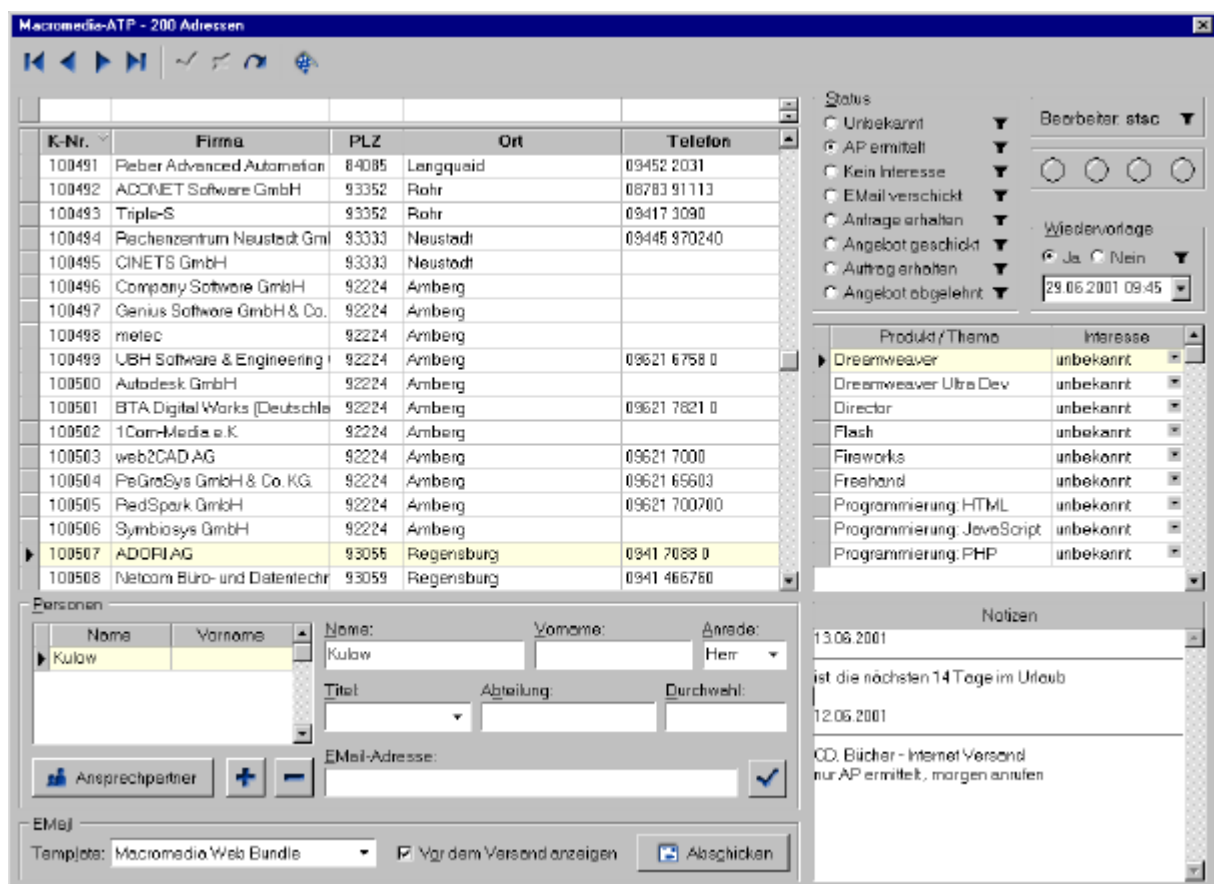 Macromedia-ATP - 200 Adressen
K-Nr. Firma PLZ Ort Telefon
100491 Reber Advanced Automation 84085 Langquaid 09452 2031
100492 ACONET Software GmbH 93352 Rohr 08783 91113
100493 Triple-S 93352 Rohr 09417 3090
100494 Rechenzentrum Neustadt Gml 93333 Neustadt 09445 970240
100495 CINETS GmbH 93333 Neustadt
100496 Company Software GmbH 92224 Amberg
100497 Genius Software GmbH & Co. 92224 Amberg
100498 metec 92224 Amberg
100499 UBH Software & Engineering 92224 Amberg 09621 6758 0
100500 Autodesk GmbH 92224 Amberg
100501 BTA Digital Works (Deutschla 92224 Amberg 09621 7821 0
100502 1Com-Media e.K. 92224 Amberg
100503 web2CAD AG 92224 Amberg 09621 7000
100504 PeGraSys GmbH & Co. KG. 92224 Amberg 09621 65603
100505 RedSpark GmbH 92224 Amberg 09621 700700
100506 Symbiosys GmbH 92224 Amberg
100507 ADORI AG 93055 Regensburg 0941 7088 0
100508 Netcom Büro- und Datentechr 93059 Regensburg 0941 466760
Status
Unbekannt
AP ermittelt
Kein Interesse
EMail verschickt
Anfrage erhalten
Angebot geschickt
Auftrag erhalten
Angebot abgelehnt
Bearbeiter: stsc
Wiedervorlage
Ja Nein
29.06.2001 09:45
Produkt/Thema Interesse
Dreamweaver unbekannt
Dreamweaver Ultra Dev unbekannt
Director unbekannt
Flash unbekannt
Fireworks unbekannt
Freehand unbekannt
Programmierung: HTML unbekannt
Programmierung: JavaScript unbekannt
Programmierung: PHP unbekannt
Personen
Name Vorname
Kulow
Ansprechpartner
Name: Vorname: Anrede:
Kulow Herr
Titel: Abteilung: Durchwahl:
EMail-Adresse:
EMail
Template: Macromedia Web Bundle Vor dem Versand anzeigen Abschicken
Notizen
13.06.2001
ist die nächsten 14 Tage im Urlaub
12.06.2001
CD, Bücher - Internet Versand
nur AP ermittelt, morgen anrufen